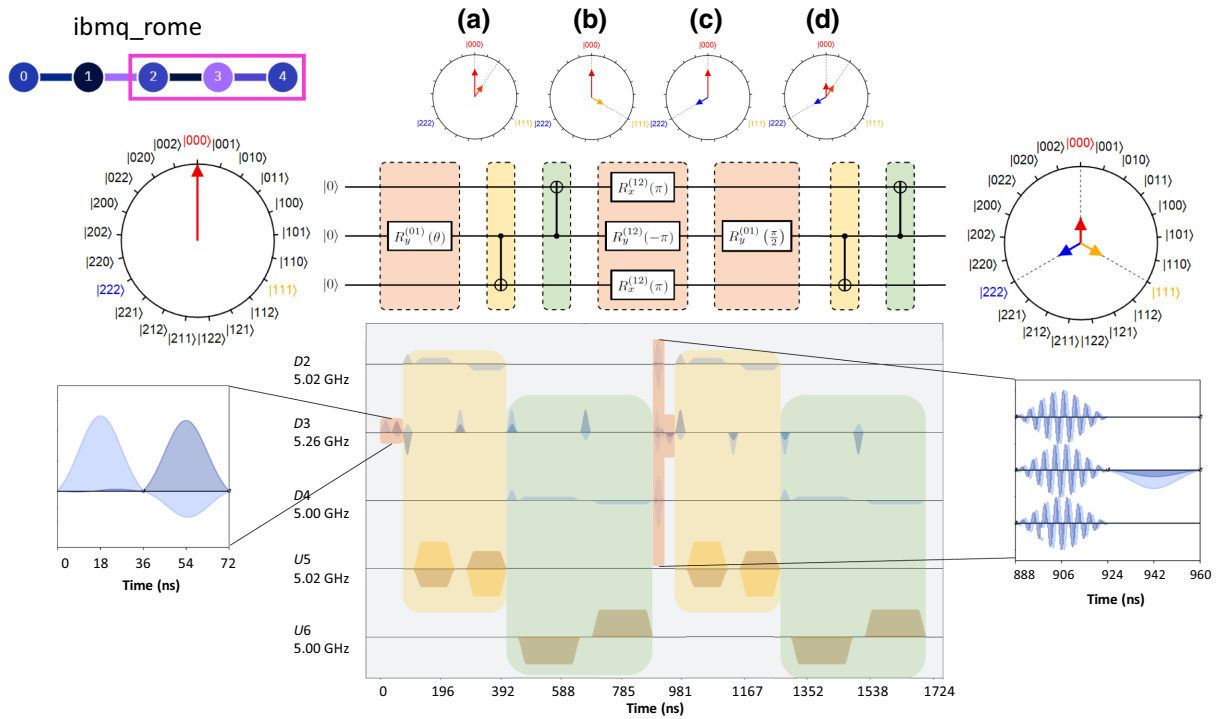 ibmq_rome
0 1 2 3 4
(a) (b) (c) (d)
|000⟩ |000⟩ |000⟩ |000⟩
|222⟩ |111⟩ |222⟩ |111⟩ |222⟩ |111⟩ |222⟩ |111⟩
|000⟩
|002⟩ |001⟩
|020⟩ |010⟩
|022⟩ |011⟩
|200⟩ |100⟩
|202⟩ |101⟩
|220⟩ |110⟩
|222⟩ |111⟩
|221⟩ |112⟩
|212⟩ |121⟩
|211⟩ |122⟩
|0⟩ R_x^(12)(π)
|0⟩ R_y^(01)(θ) R_y^(12)(−π) R_y^(01)(π/2)
|0⟩ R_x^(12)(π)
|000⟩
|002⟩ |001⟩
|020⟩ |010⟩
|022⟩ |011⟩
|200⟩ |100⟩
|202⟩ |101⟩
|220⟩ |110⟩
|222⟩ |111⟩
|221⟩ |112⟩
|212⟩ |121⟩
|211⟩ |122⟩
D2
5.02 GHz
D3
5.26 GHz
D4
5.00 GHz
U5
5.02 GHz
U6
5.00 GHz
0 18 36 54 72
Time (ns)
0 196 392 588 785 981 1167 1352 1538 1724
Time (ns)
888 906 924 942 960
Time (ns)